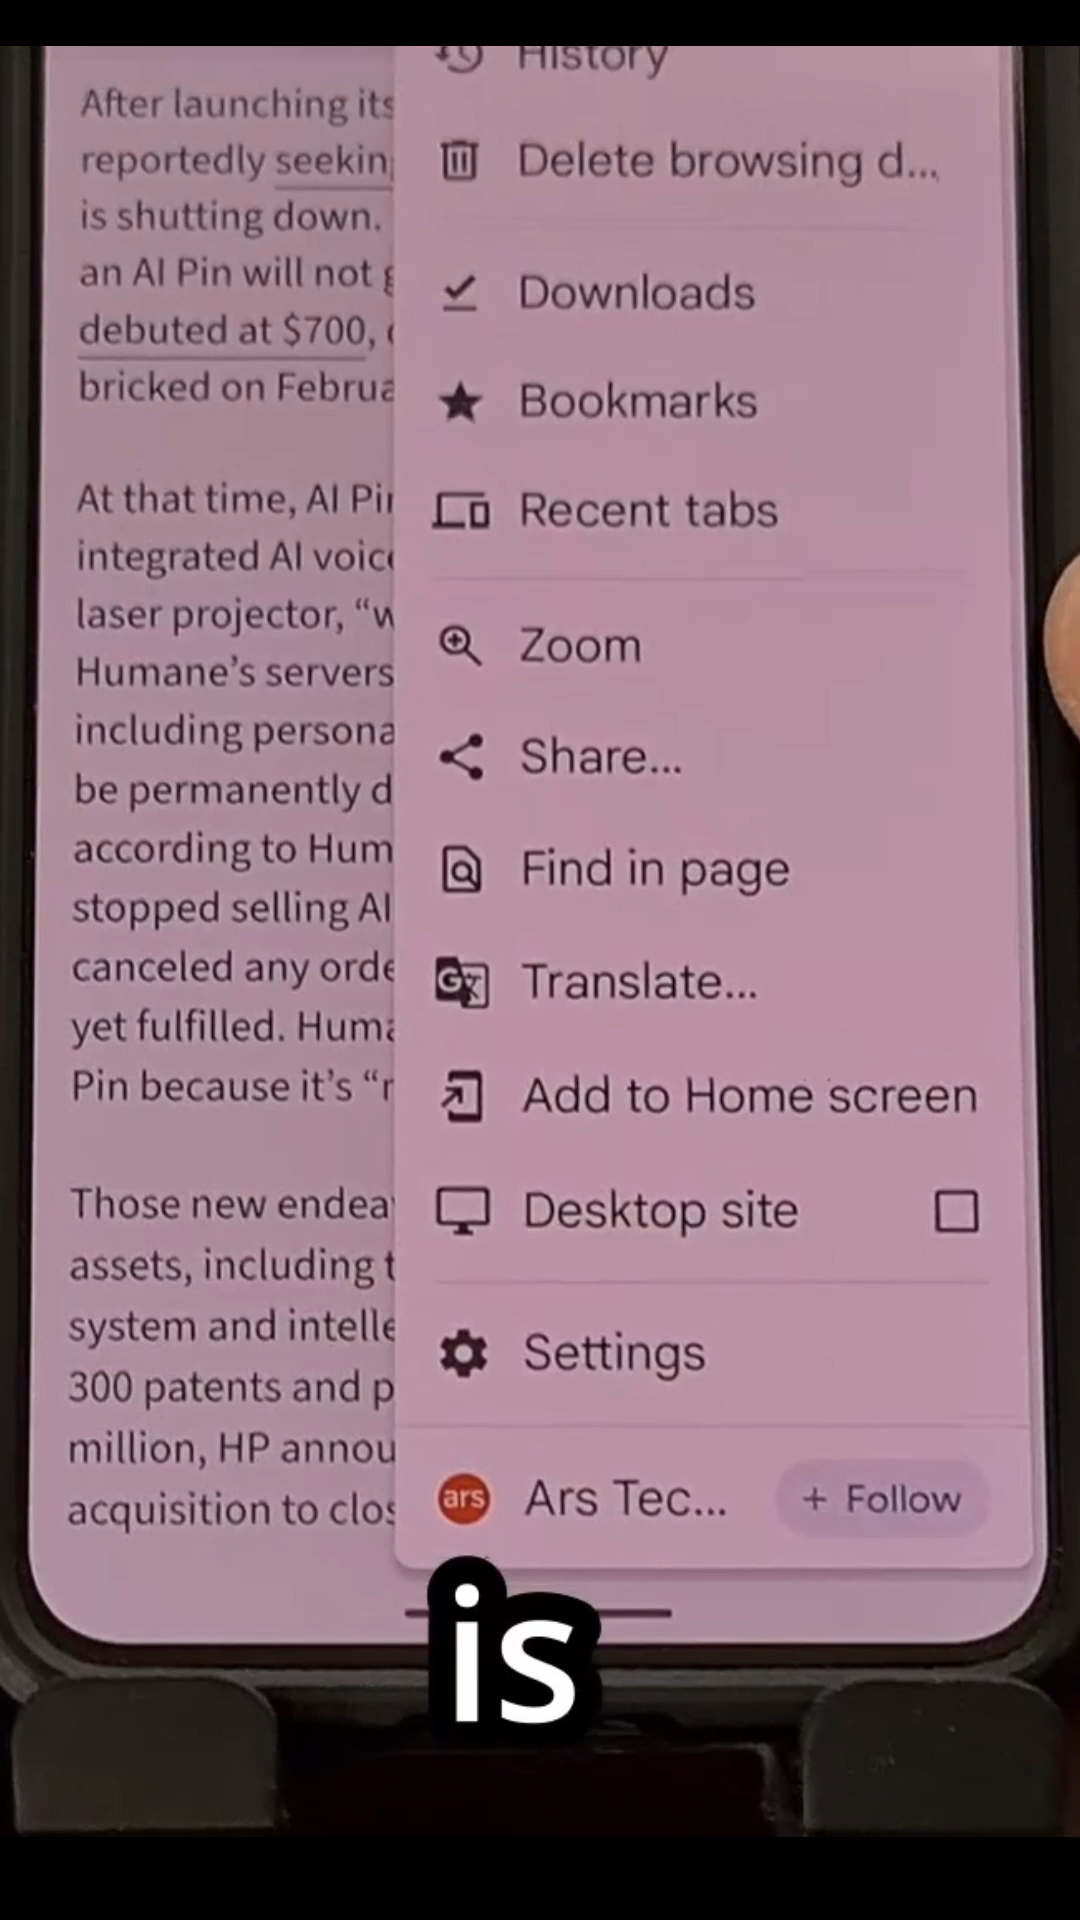 After launching its
reportedly seekin
is shutting down.
an AI Pin will not
debuted at $700,
bricked on Februa
At that time, AI Pin
integrated AI voic
laser projector, “w
Humane’s servers
including persona
be permanently d
according to Hum
stopped selling AI
canceled any orde
yet fulfilled. Huma
Pin because it’s “r
Those new endea
assets, including t
system and intelle
300 patents and p
million, HP annou
acquisition to clos
History
Delete browsing d...
Downloads
Bookmarks
Recent tabs
Zoom
Share...
Find in page
Translate...
Add to Home screen
Desktop site
Settings
ars Ars Tec... + Follow
is